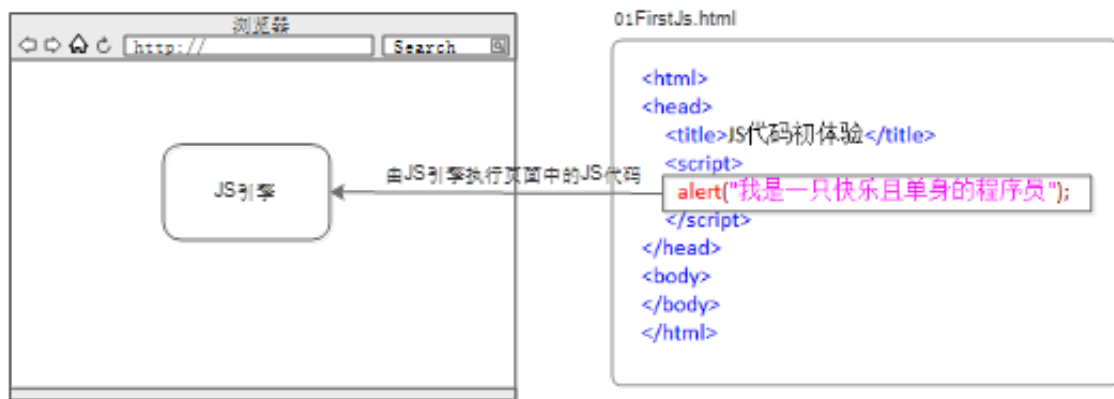 浏览器
http://
Search
JS引擎
由JS引擎执行页面中的JS代码
01FirstJs.html
<html>
<head>
<title>JS代码初体验</title>
<script>
alert("我是一只快乐且单身的程序员");
</script>
</head>
<body>
</body>
</html>